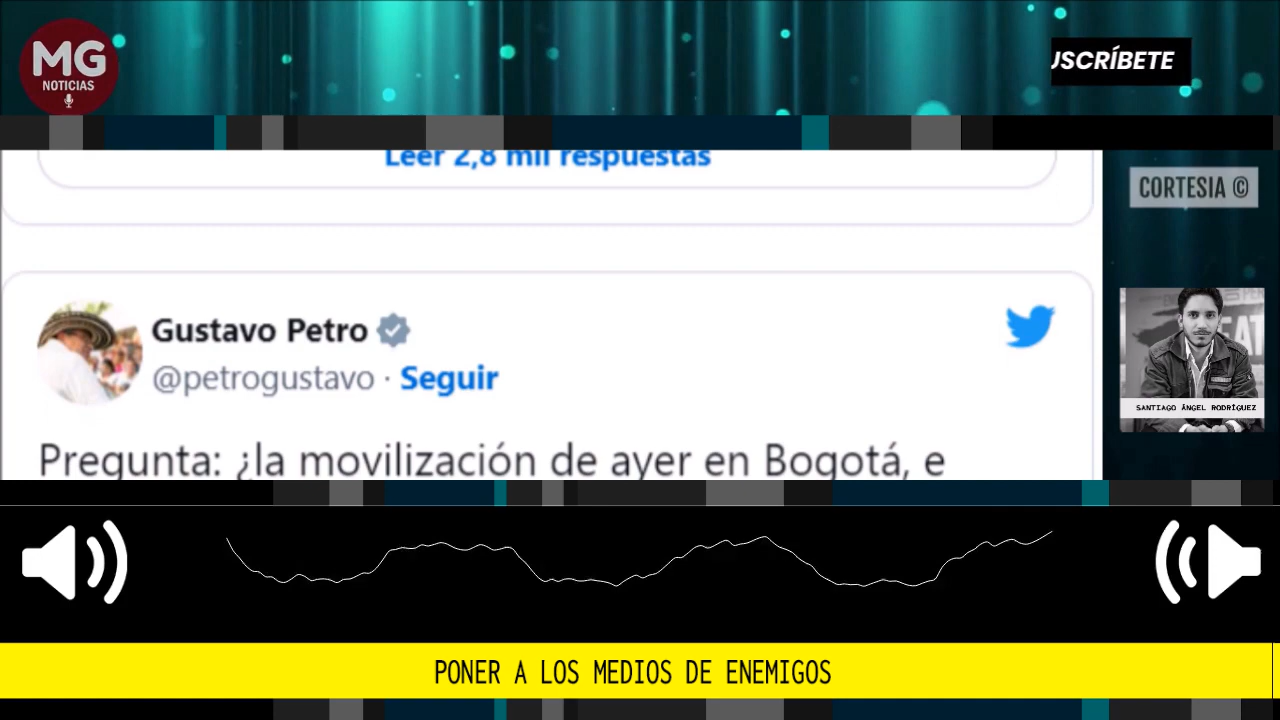 MG
NOTICIAS
USCRÍBETE
Leer 2,8 mil respuestas
CORTESIA ©
Gustavo Petro
@petrogustavo · Seguir
SANTIAGO ÁNGEL RODRÍGUEZ
Pregunta: ¿la movilización de ayer en Bogotá, e
PONER A LOS MEDIOS DE ENEMIGOS